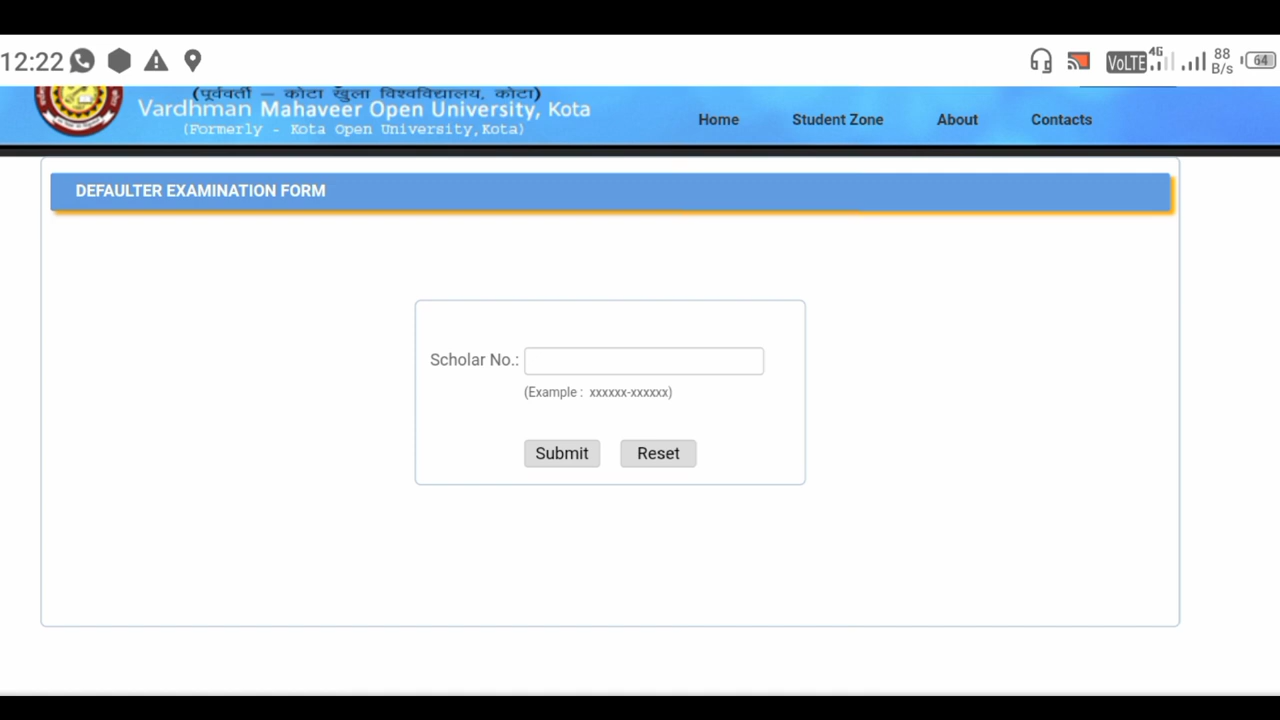 12:22
VoLTE 4G 88 B/s 64
(पूर्ववर्ती – कोटा खुला विश्वविद्यालय, कोटा)
Vardhman Mahaveer Open University, Kota
(Formerly - Kota Open University,Kota)
Home Student Zone About Contacts
DEFAULTER EXAMINATION FORM
Scholar No.:
(Example : xxxxxx-xxxxxx)
Submit Reset